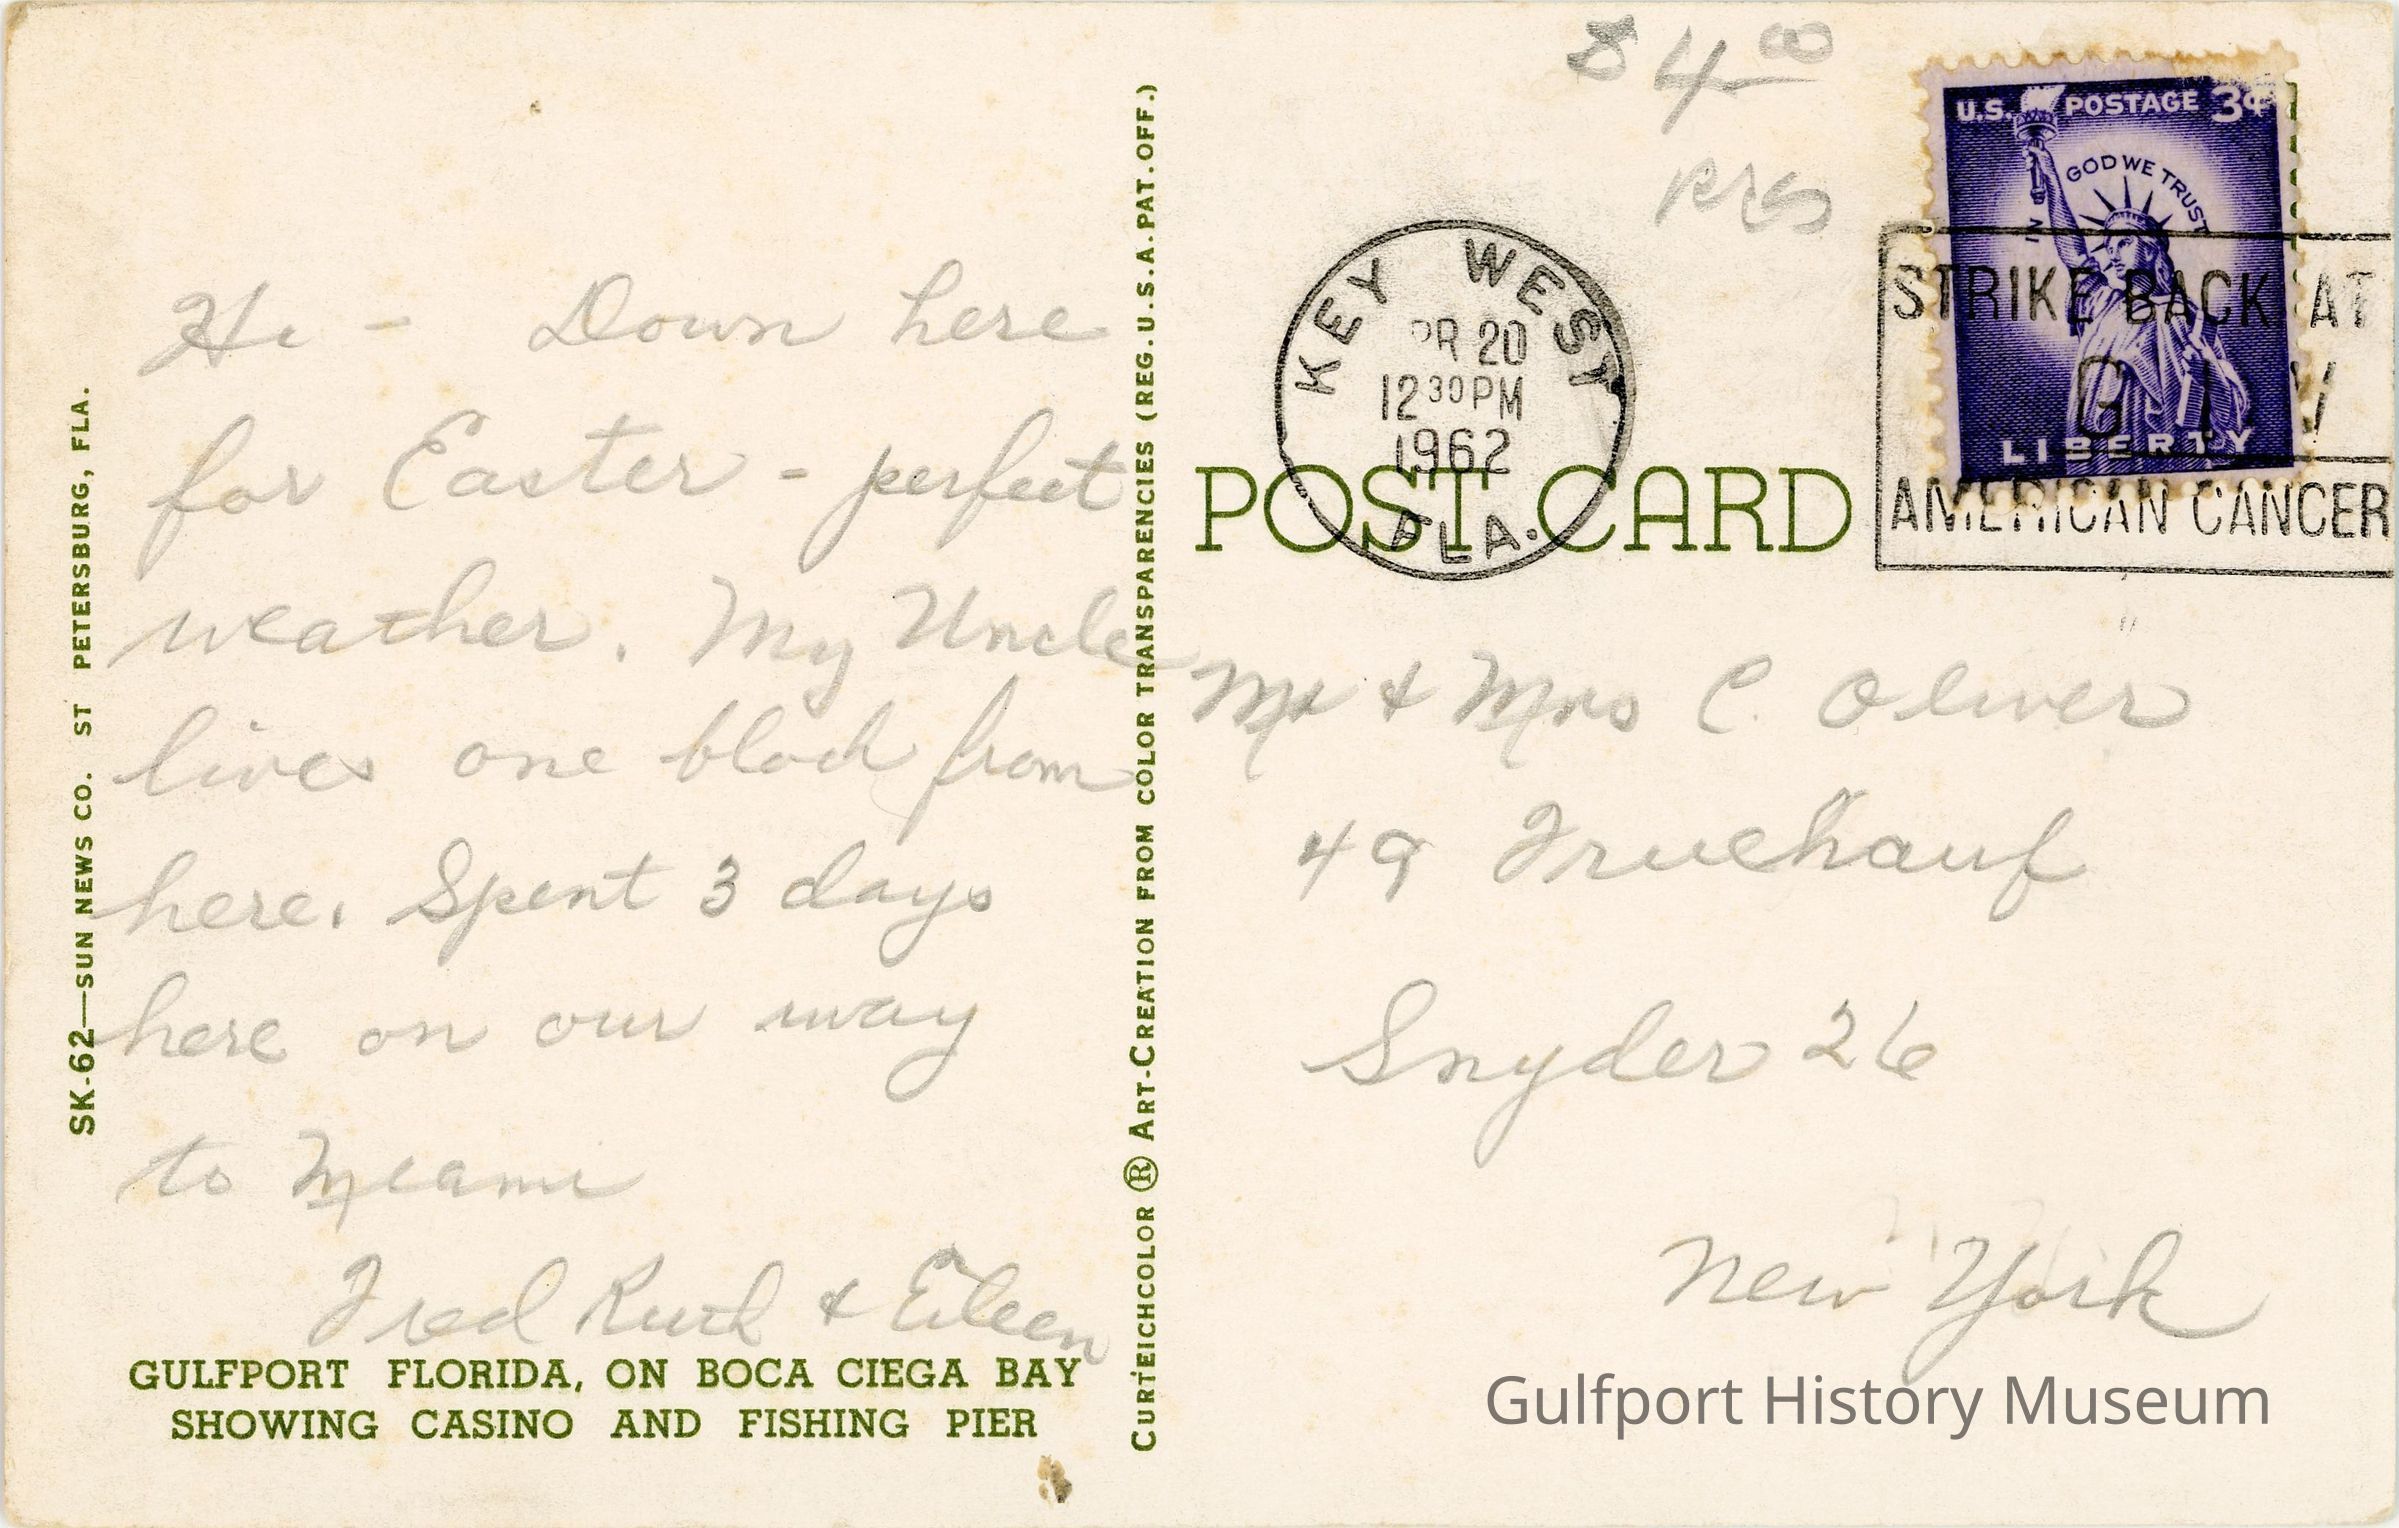 $ 4.00
U.S. POSTAGE 3¢
IN GOD WE TRUST
LIBERTY
KEY WEST
PR 20
12 30 PM
1962
FLA.
STRIKE BACK AT
AMERICAN CANCER
POST CARD
Hi - Down here
for Easter - perfect
weather. My Uncle
lives one block from
here. Spent 3 days
here on our way
to Miami
Fred Ruth & Eileen
Mr & Mrs C. Oliver
49 Fruehauf
Snyder 26
New York
GULFPORT FLORIDA, ON BOCA CIEGA BAY
SHOWING CASINO AND FISHING PIER
SK-62—SUN NEWS CO. ST PETERSBURG, FLA.
CURTEICHCOLOR ® ART-CREATION FROM COLOR TRANSPARENCIES (REG. U.S.A. PAT. OFF.)
Gulfport History Museum